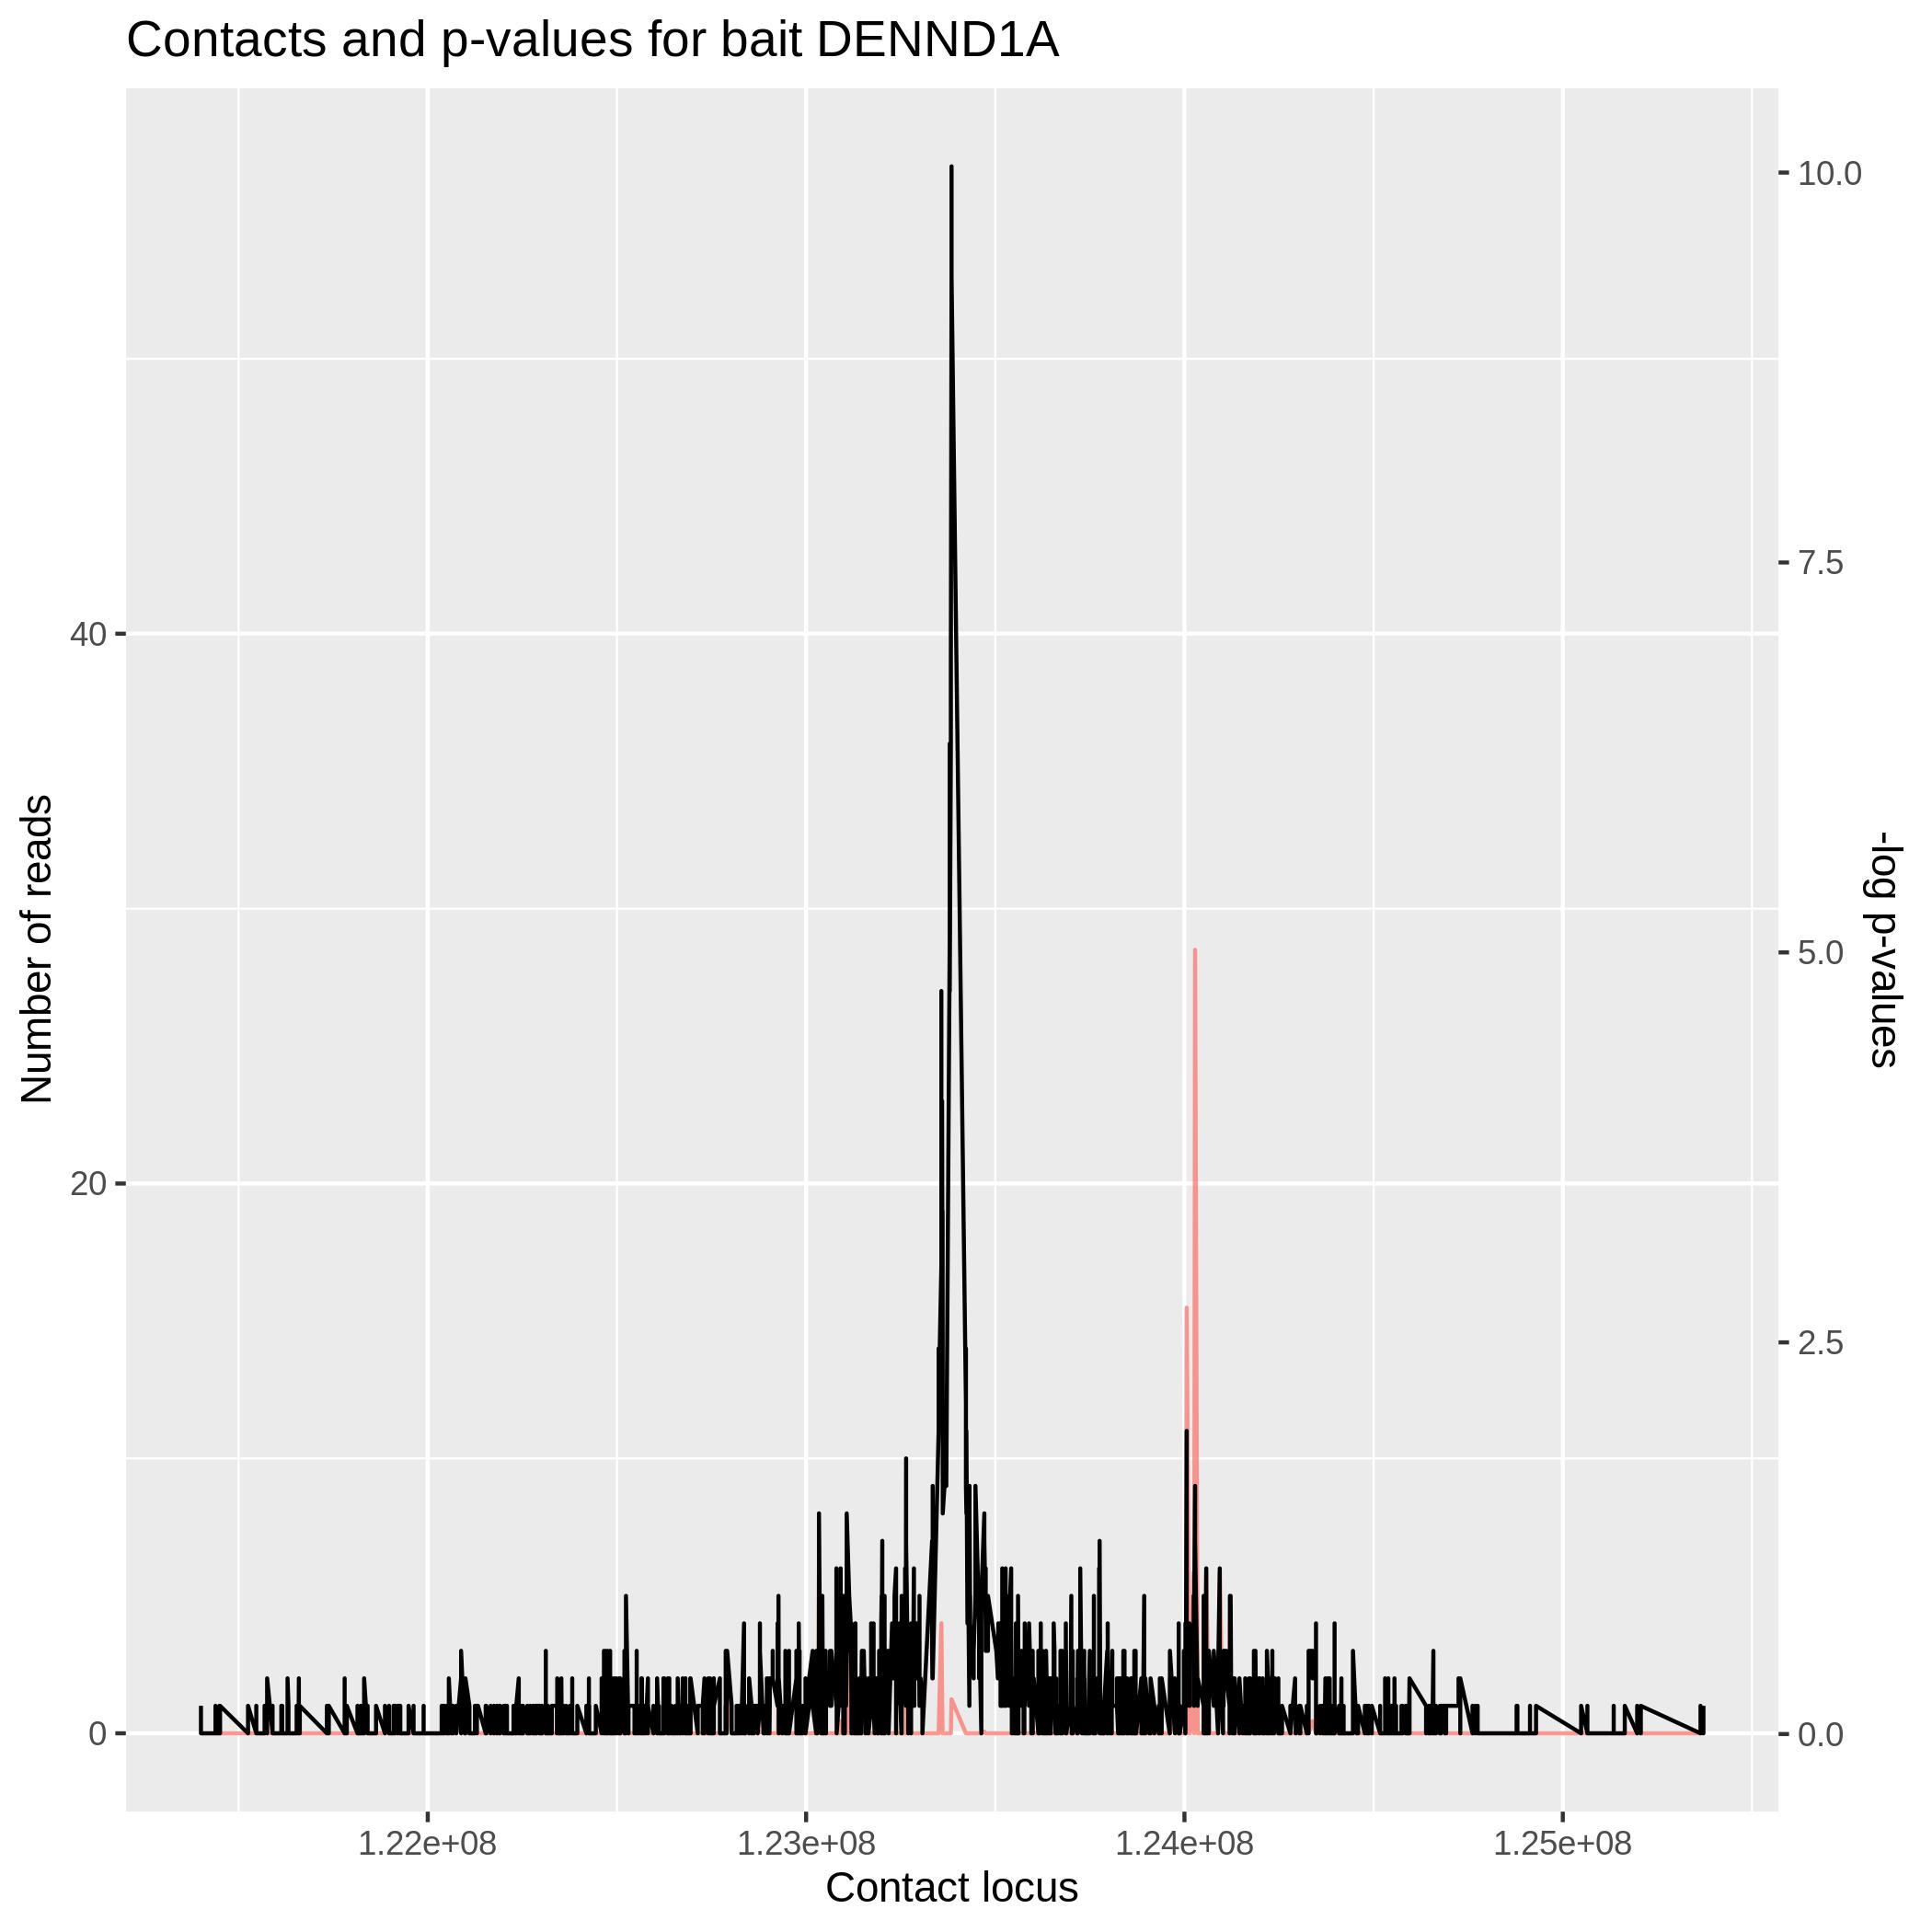 Contacts and p-values for bait DENND1A
10.0
7.5
40
5.0
20
2.5
0
0.0
Number of reads
-log p-values
1.22e+08
1.23e+08
1.24e+08
1.25e+08
Contact locus